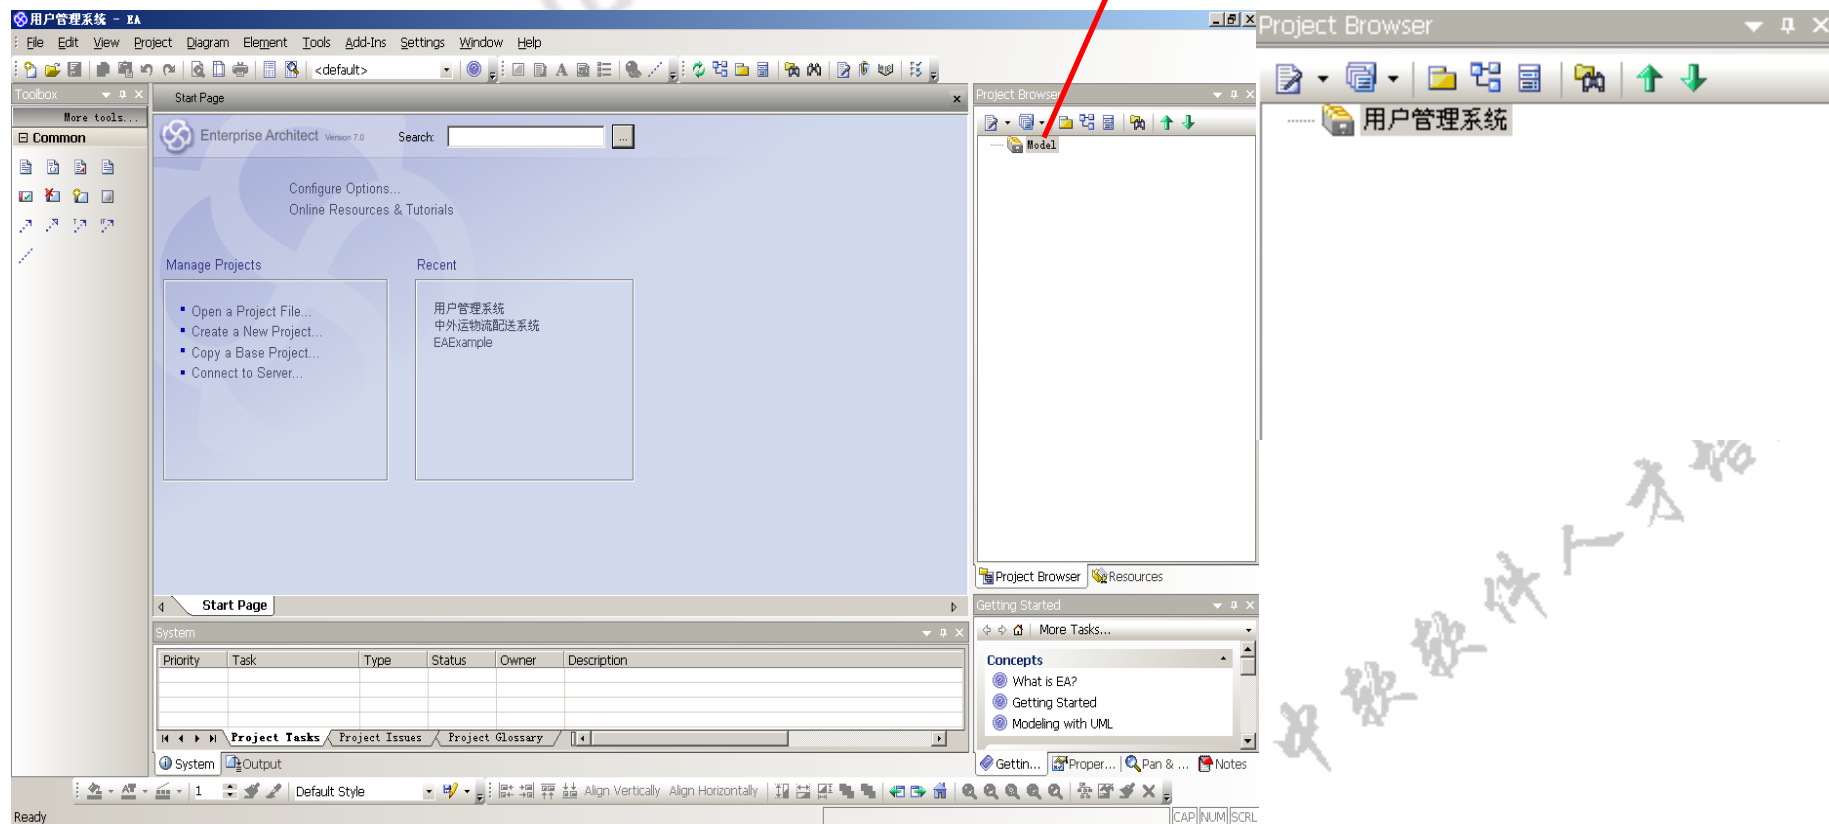 用户管理系统 - EA
File Edit View Project Diagram Element Tools Add-Ins Settings Window Help
<default>
Toolbox
More tools...
Common
Start Page
Enterprise Architect Version 7.0
Search:
...
Configure Options...
Online Resources & Tutorials
Manage Projects
Open a Project File...
Create a New Project...
Copy a Base Project...
Connect to Server...
Recent
用户管理系统
中外运物流配送系统
EAExample
Start Page
System
Priority Task Type Status Owner Description
Project Tasks Project Issues Project Glossary
System Output
Project Browser
Model
Project Browser Resources
Getting Started
More Tasks...
Concepts
What is EA?
Getting Started
Modeling with UML
Gettin... Proper... Pan & ... Notes
1 Default Style Align Vertically Align Horizontally
Ready
CAP NUM SCRL
Project Browser
用户管理系统